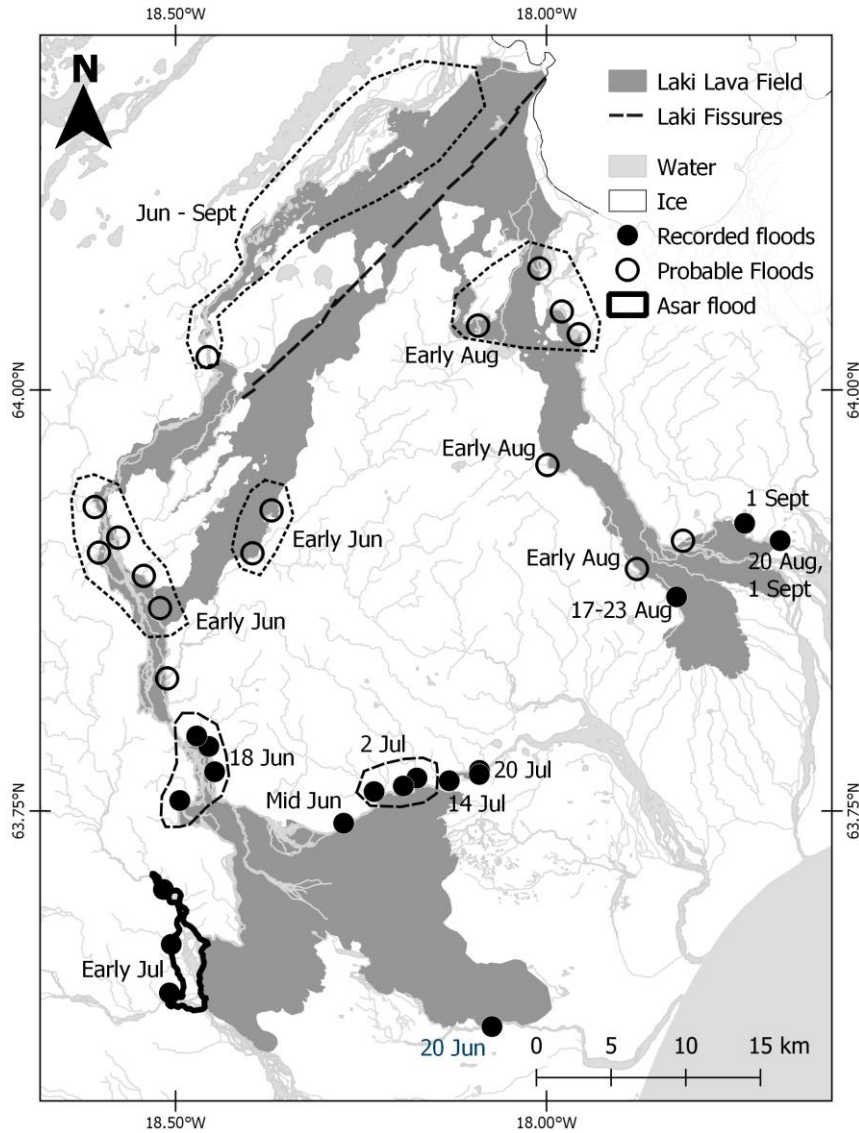 18.50°W
18.00°W
N
Laki Lava Field
Laki Fissures
Water
Ice
Recorded floods
Probable Floods
Asar flood
Jun - Sept
Early Aug
64.00°N
64.00°N
Early Aug
1 Sept
Early Jun
Early Aug
20 Aug,
1 Sept
17-23 Aug
Early Jun
18 Jun
2 Jul
20 Jul
Mid Jun
14 Jul
63.75°N
63.75°N
Early Jul
20 Jun
0 5 10 15 km
18.50°W
18.00°W